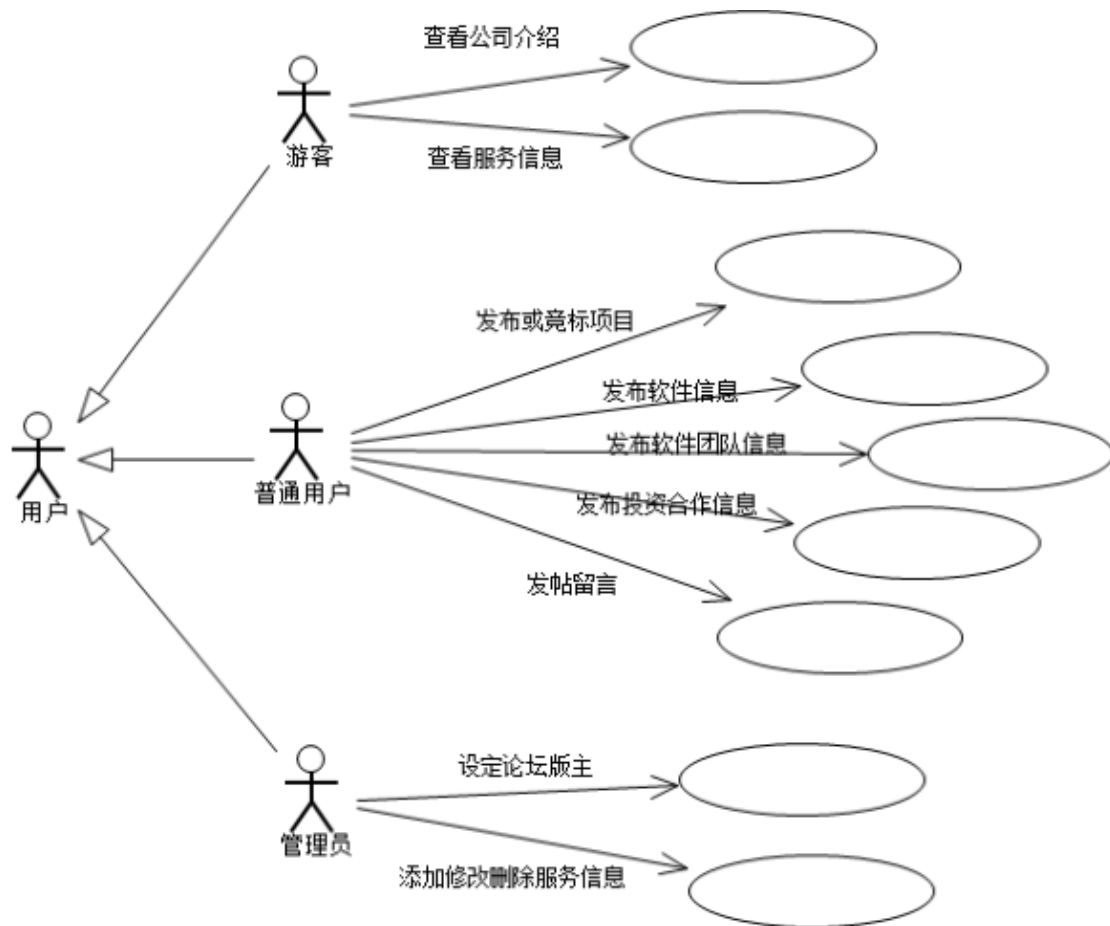 查看公司介绍
游客
查看服务信息
发布或竟标项目
发布软件信息
用户
普通用户
发布软件团队信息
发布投资合作信息
发帖留言
设定论坛版主
管理员
添加修改删除服务信息